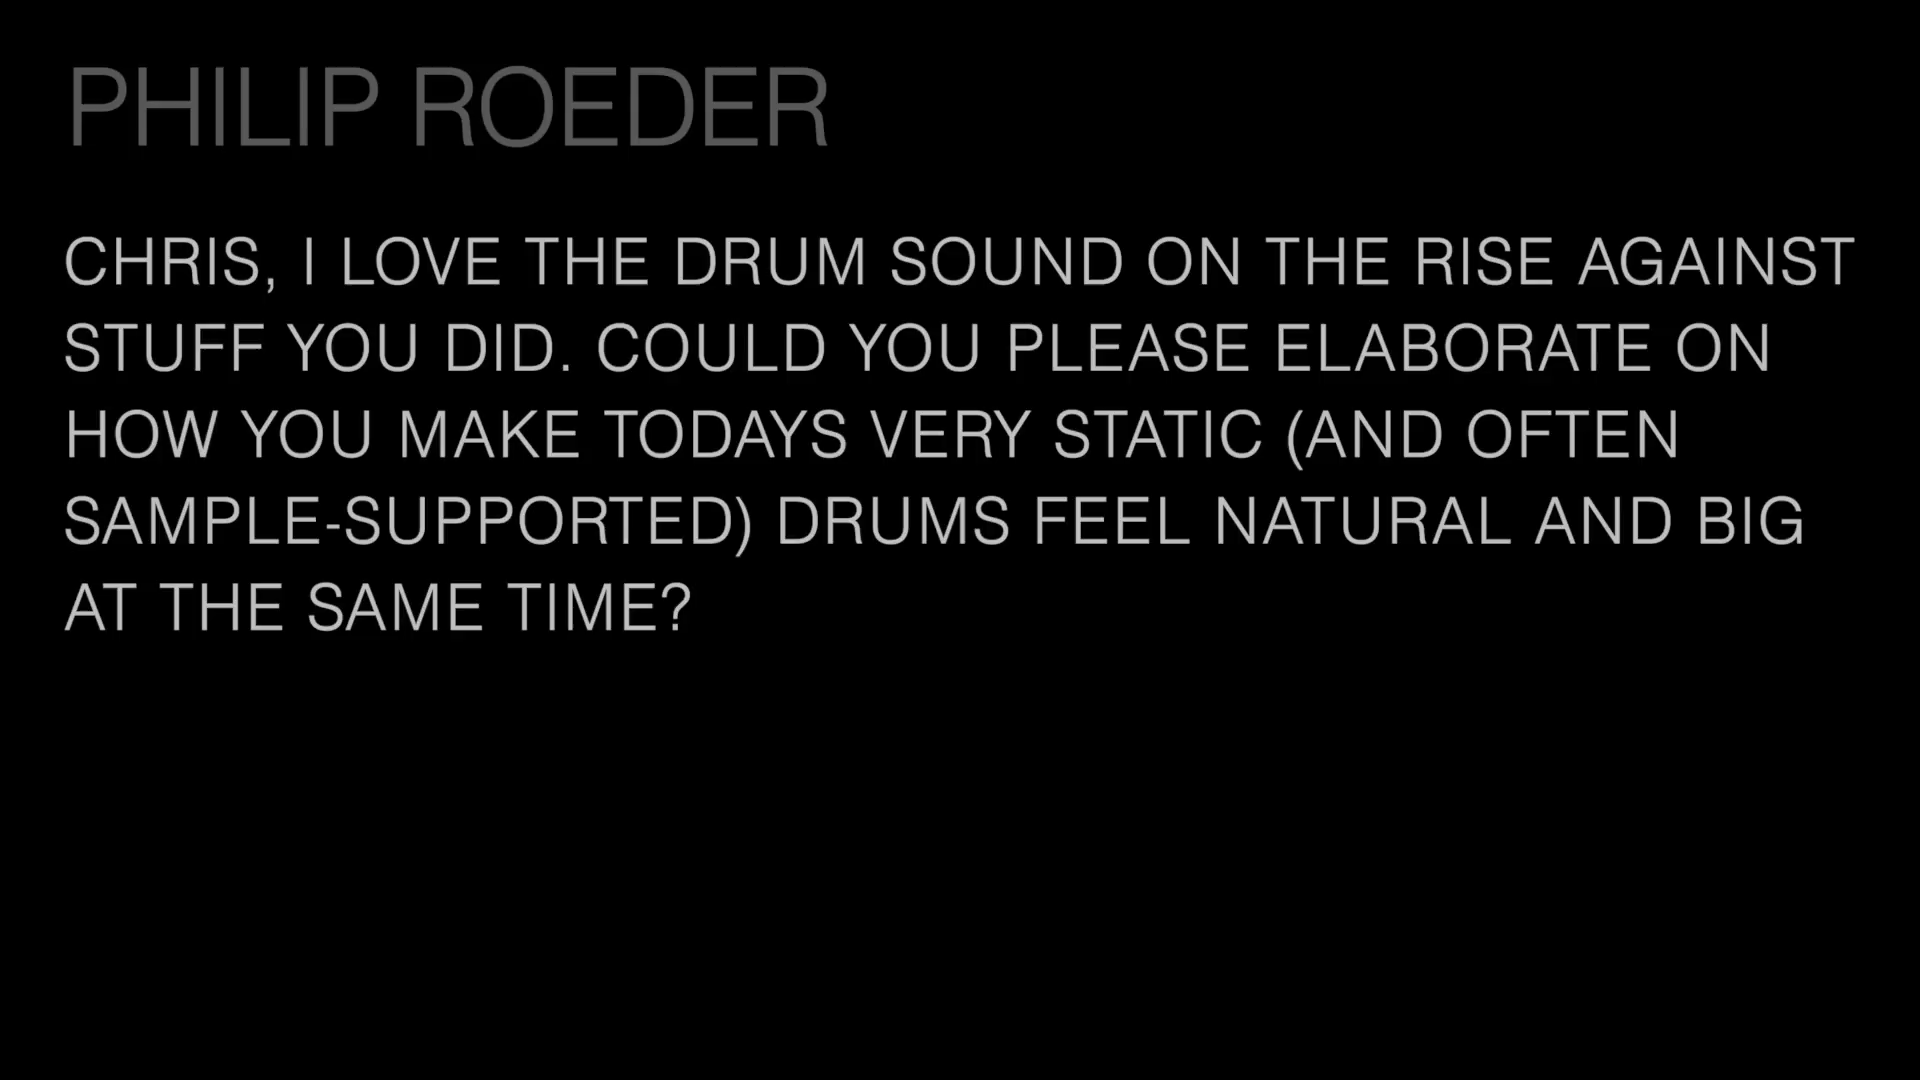 PHILIP ROEDER
CHRIS, I LOVE THE DRUM SOUND ON THE RISE AGAINST
STUFF YOU DID. COULD YOU PLEASE ELABORATE ON
HOW YOU MAKE TODAYS VERY STATIC (AND OFTEN
SAMPLE-SUPPORTED) DRUMS FEEL NATURAL AND BIG
AT THE SAME TIME?